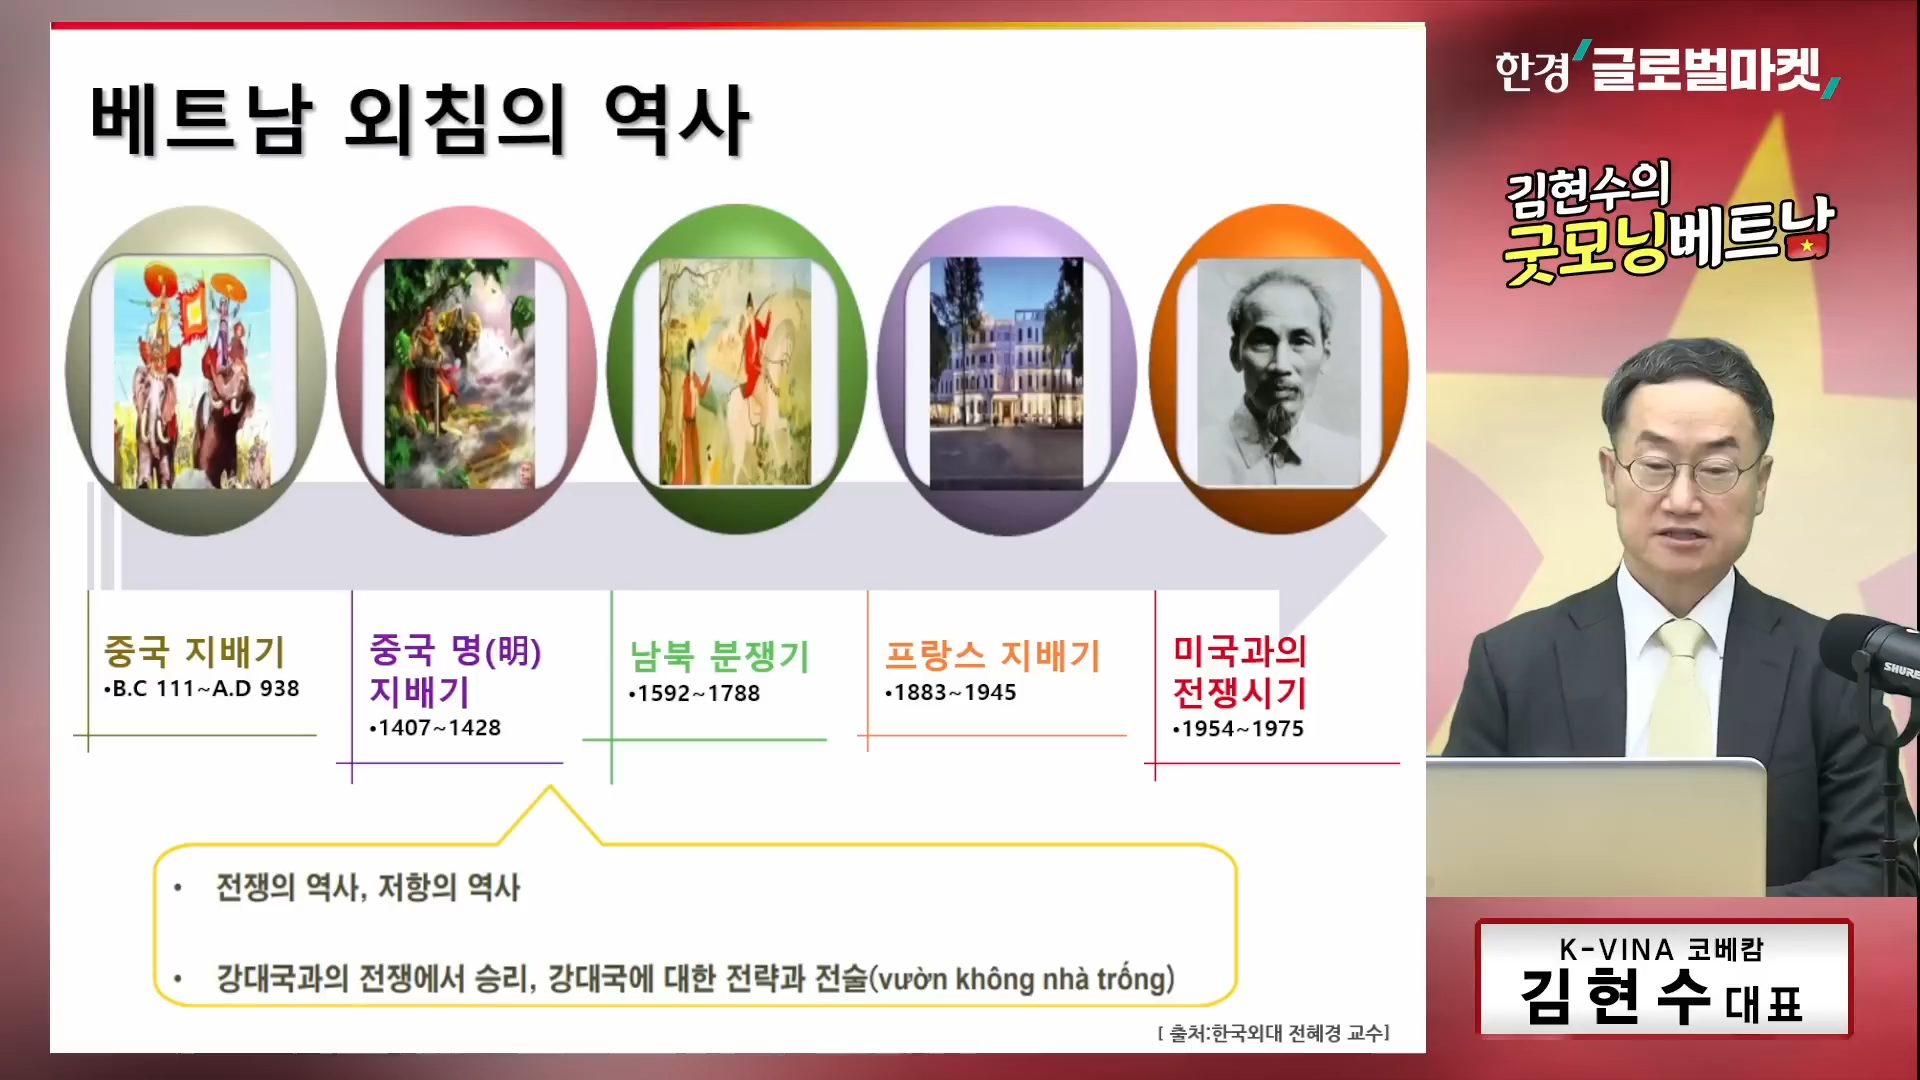 베트남 외침의 역사
중국 지배기
•B.C 111~A.D 938
중국 명(明)
지배기
•1407~1428
남북 분쟁기
•1592~1788
프랑스 지배기
•1883~1945
미국과의
전쟁시기
•1954~1975
• 전쟁의 역사, 저항의 역사
• 강대국과의 전쟁에서 승리, 강대국에 대한 전략과 전술(vườn không nhà trống)
[ 출처:한국외대 전혜경 교수]
한경 글로벌마켓
김현수의
굿모닝베트남
SHURE
K-VINA 코베캄
김현수 대표